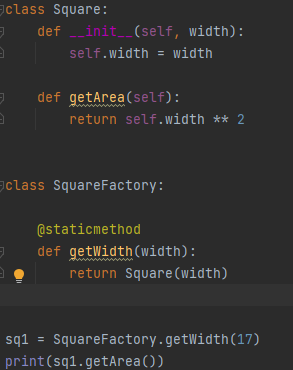 class Square:
    def __init__(self, width):
        self.width = width
    def getArea(self):
        return self.width ** 2
class SquareFactory:
    @staticmethod
    def getWidth(width):
        return Square(width)
sq1 = SquareFactory.getWidth(17)
print(sq1.getArea())